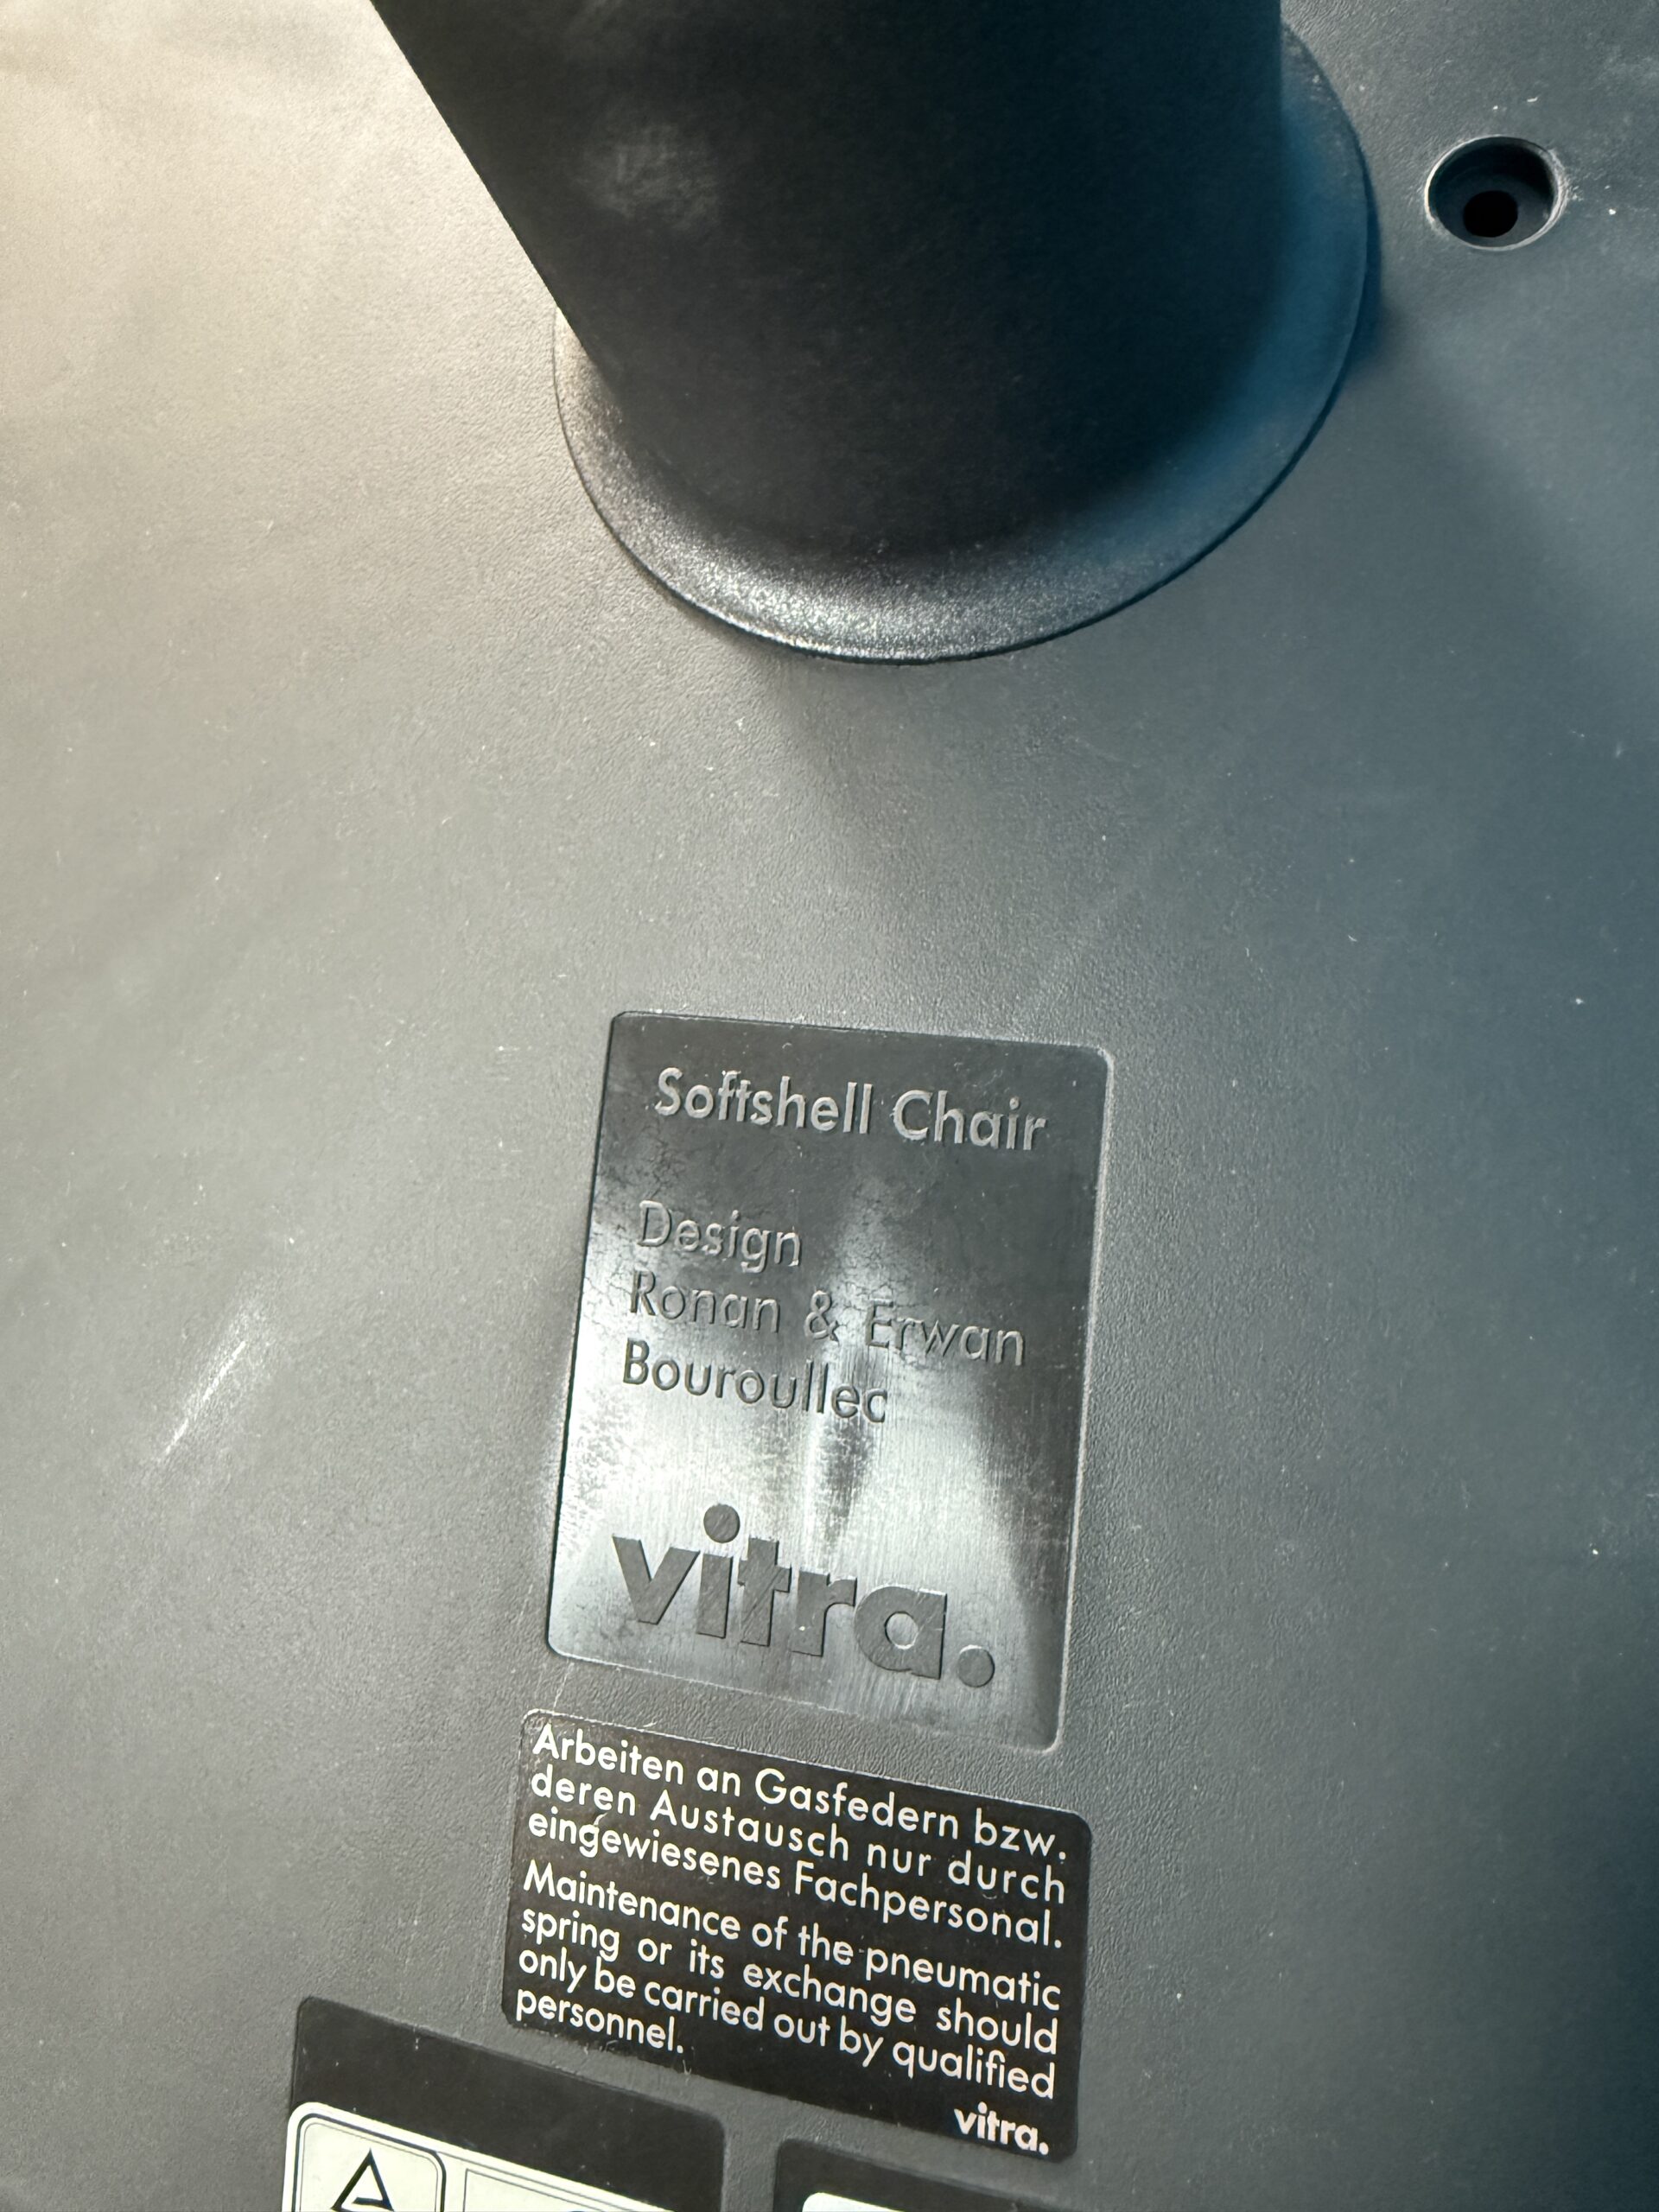 Softshell Chair
Design
Ronan & Erwan
Bouroullec
vitra.
Arbeiten an Gasfedern bzw.
deren Austausch nur durch
eingewiesenes Fachpersonal.
Maintenance of the pneumatic
spring or its exchange should
only be carried out by qualified
personnel.
vitra.